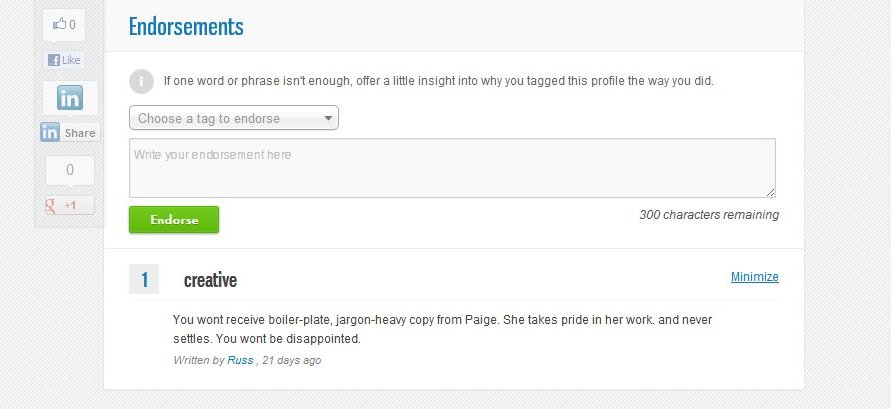 0
Like
in
in Share
0
g +1
Endorsements
i If one word or phrase isn't enough, offer a little insight into why you tagged this profile the way you did.
Choose a tag to endorse
Write your endorsement here
Endorse
300 characters remaining
1 creative
Minimize
You wont receive boiler-plate, jargon-heavy copy from Paige. She takes pride in her work. and never
settles. You wont be disappointed.
Written by Russ , 21 days ago